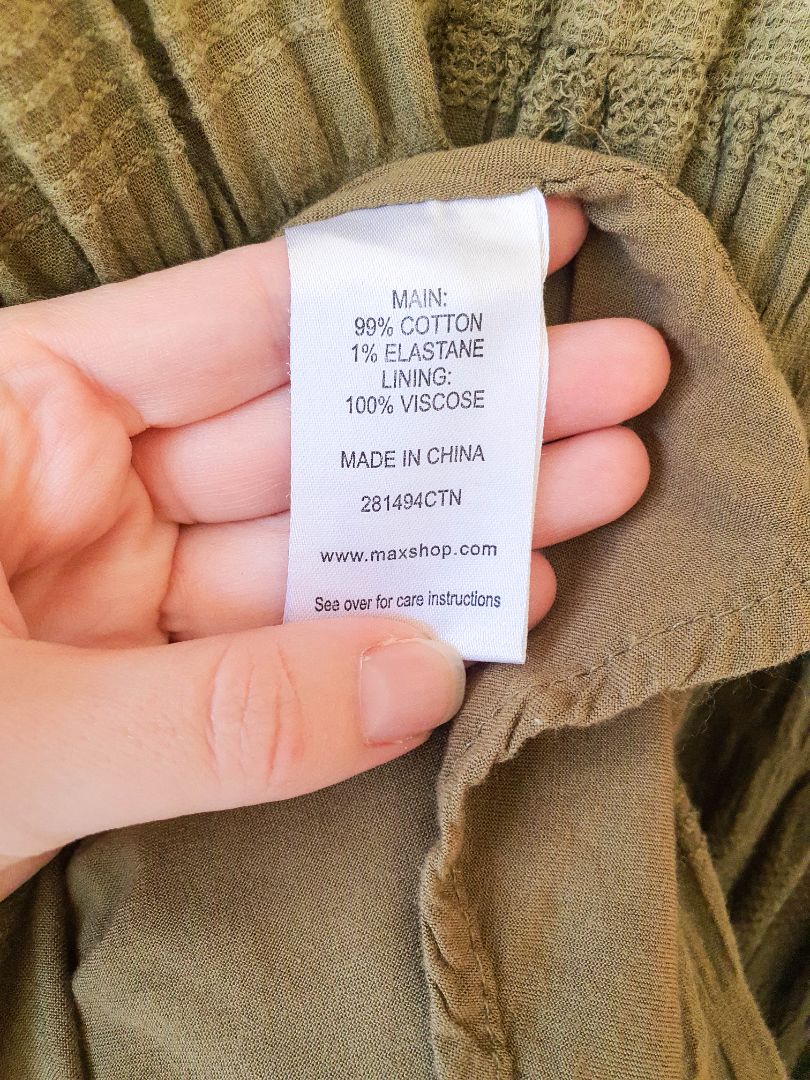 MAIN:
99% COTTON
1% ELASTANE
LINING:
100% VISCOSE
MADE IN CHINA
281494CTN
www.maxshop.com
See over for care instructions